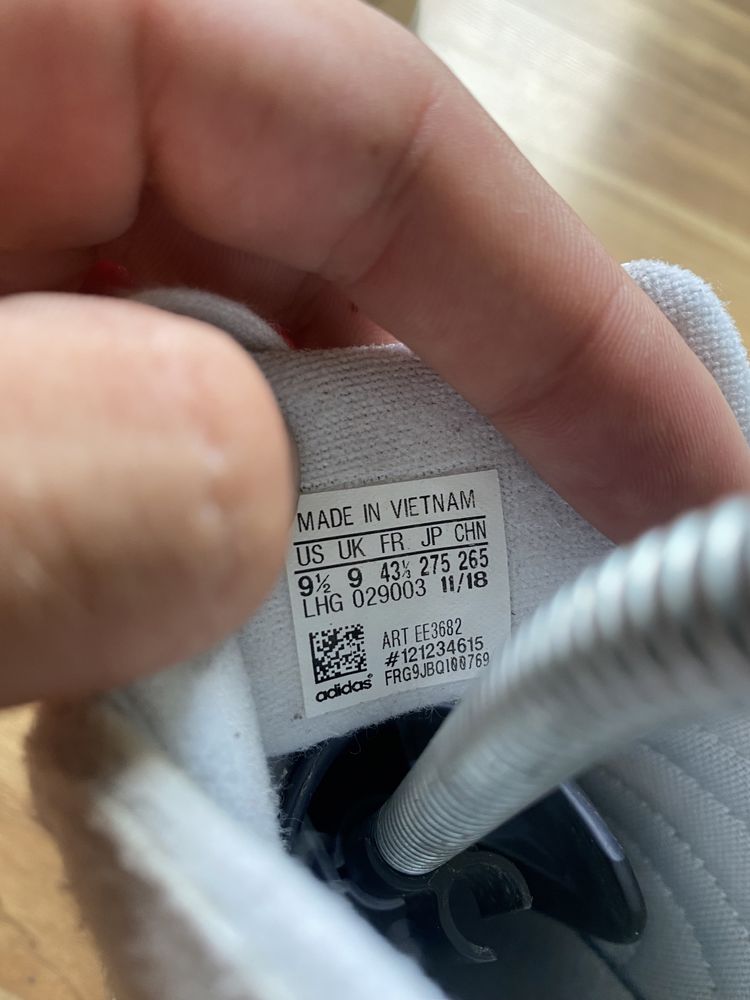 MADE IN VIETNAM
US UK FR JP CHN
9½ 9 43⅓ 275 265
LHG 029003 11/18
ART EE3682
#121234615
FRG9JBQI00769
adidas®